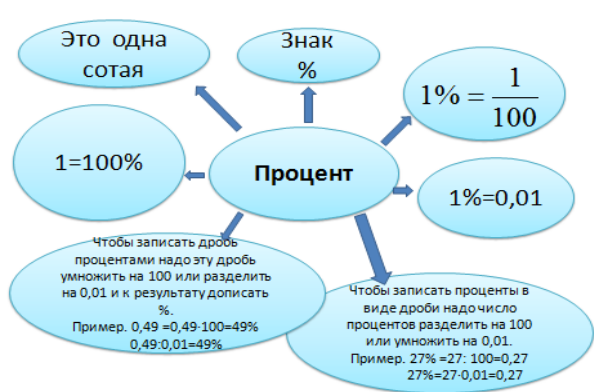 Это одна
сотая
Знак
%
1% = 1/100
1=100%
Процент
1%=0,01
Чтобы записать дробь
процентами надо эту дробь
умножить на 100 или разделить
на 0,01 и к результату дописать
%.
Пример. 0,49 =0,49·100=49%
0,49:0,01=49%
Чтобы записать проценты в
виде дроби надо число
процентов разделить на 100
или умножить на 0,01.
Пример. 27% =27: 100=0,27
27%=27·0,01=0,27